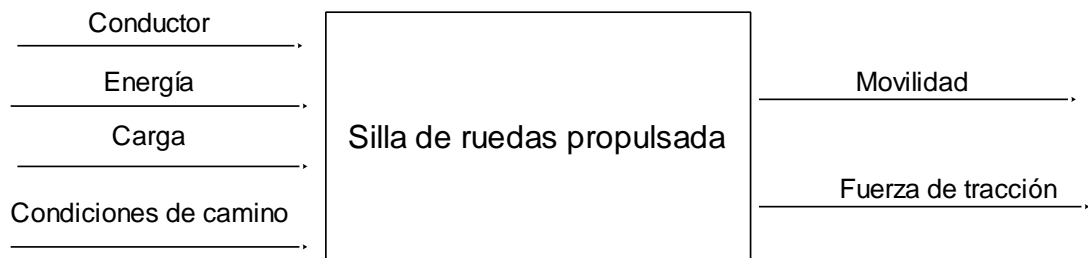 Conductor
Energía
Carga
Condiciones de camino
Silla de ruedas propulsada
Movilidad
Fuerza de tracción